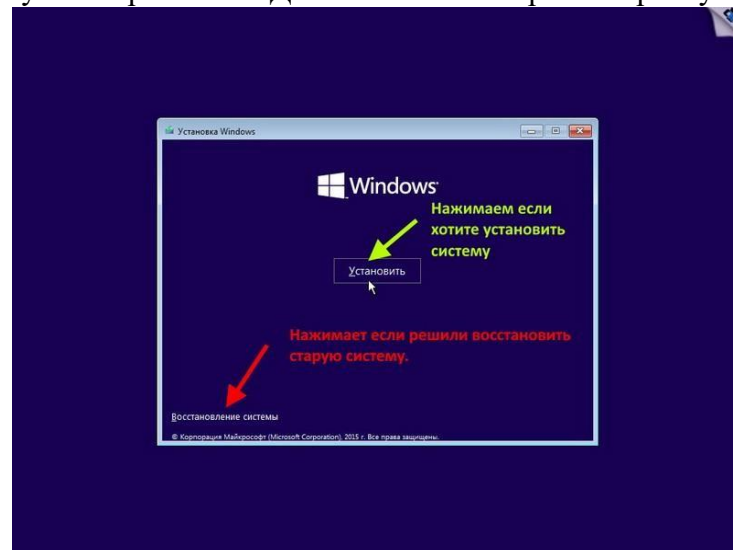 Установка Windows
Windows
Нажимаем если
хотите установить
систему
Установить
Нажимает если решили восстановить
старую систему.
Восстановление системы
© Корпорация Майкрософт (Microsoft Corporation), 2015 г. Все права защищены.